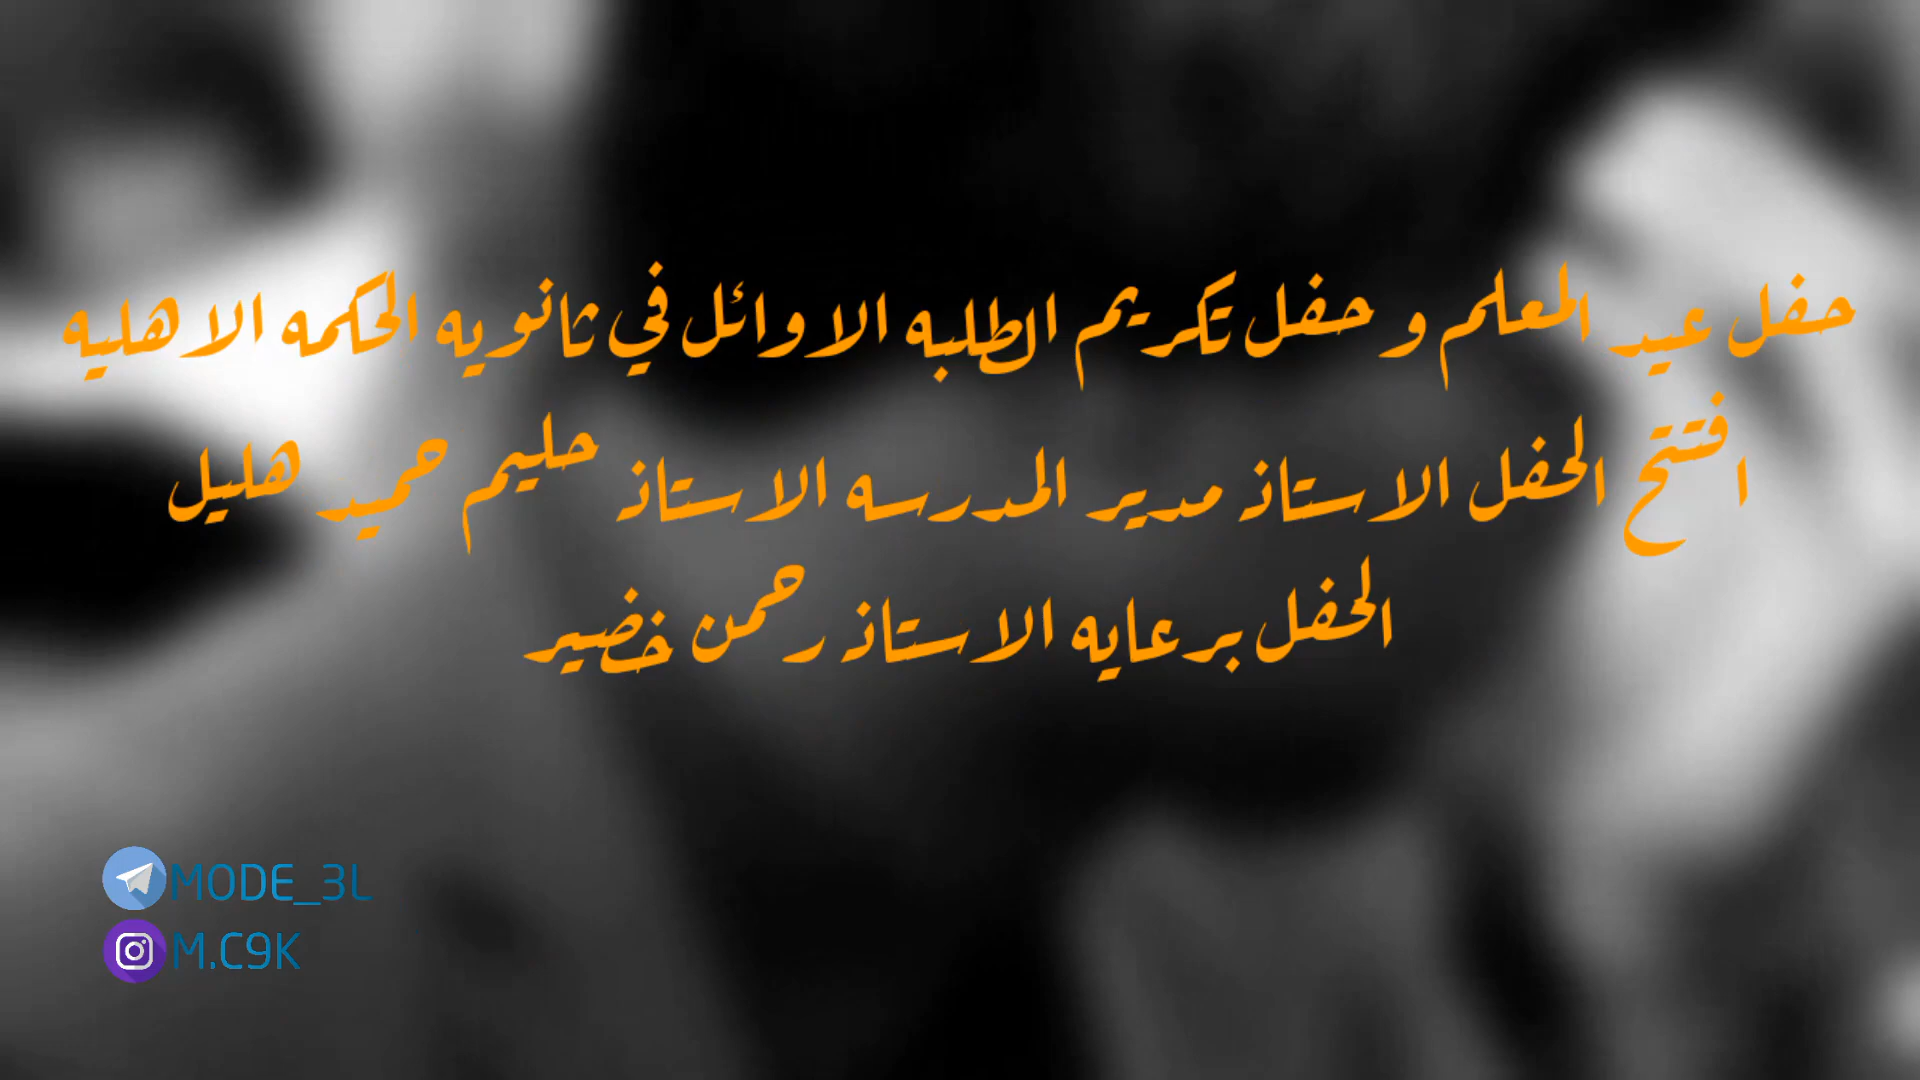 حفل عيد المعلم و حفل تكريم الطلبه الاوائل في ثانويه الحكمه الاهليه
افتتح الحفل الاستاذ مدير المدرسه الاستاذ حليم حميد هليل
الحفل برعايه الاستاذ رحمن خضير
MODE_3L
M.C9K